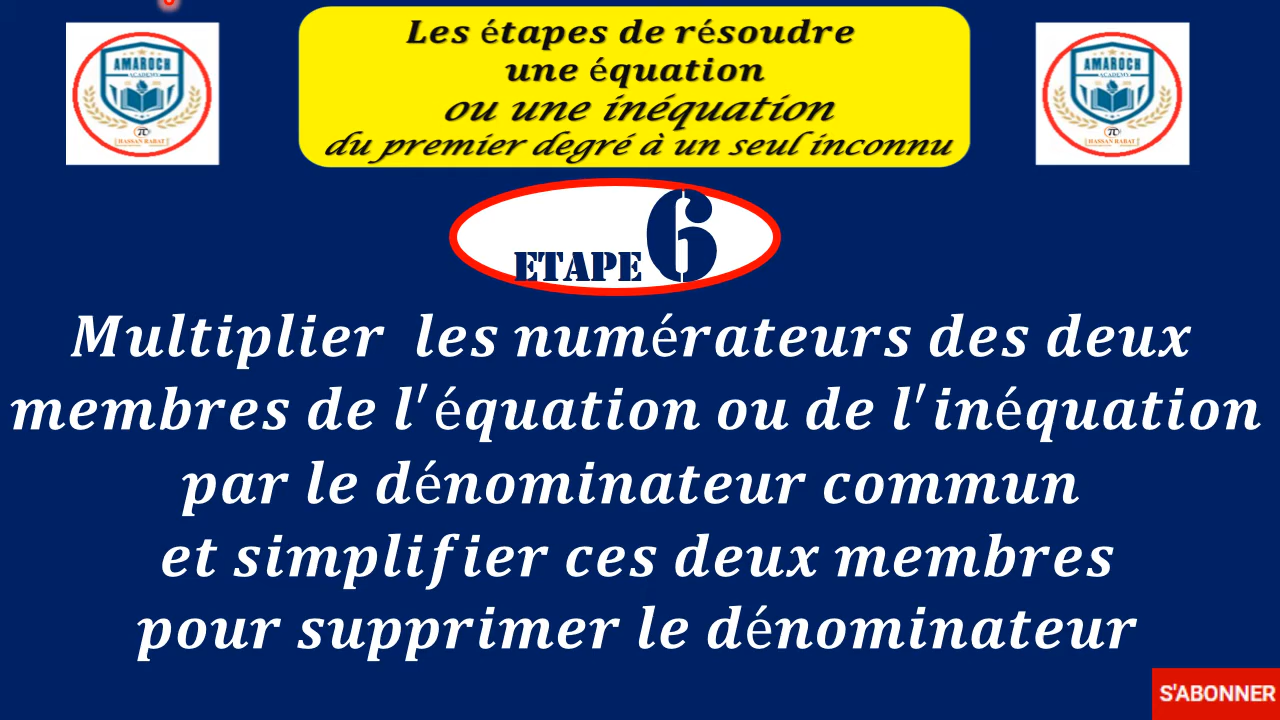 Les étapes de résoudre
une équation
ou une inéquation
du premier degré à un seul inconnu
AMAROCH
ACADEMY
HASSAN RABAT
AMAROCH
ACADEMY
HASSAN RABAT
ETAPE 6
Multiplier les numérateurs des deux
membres de l'équation ou de l'inéquation
par le dénominateur commun
et simplifier ces deux membres
pour supprimer le dénominateur
S'ABONNER